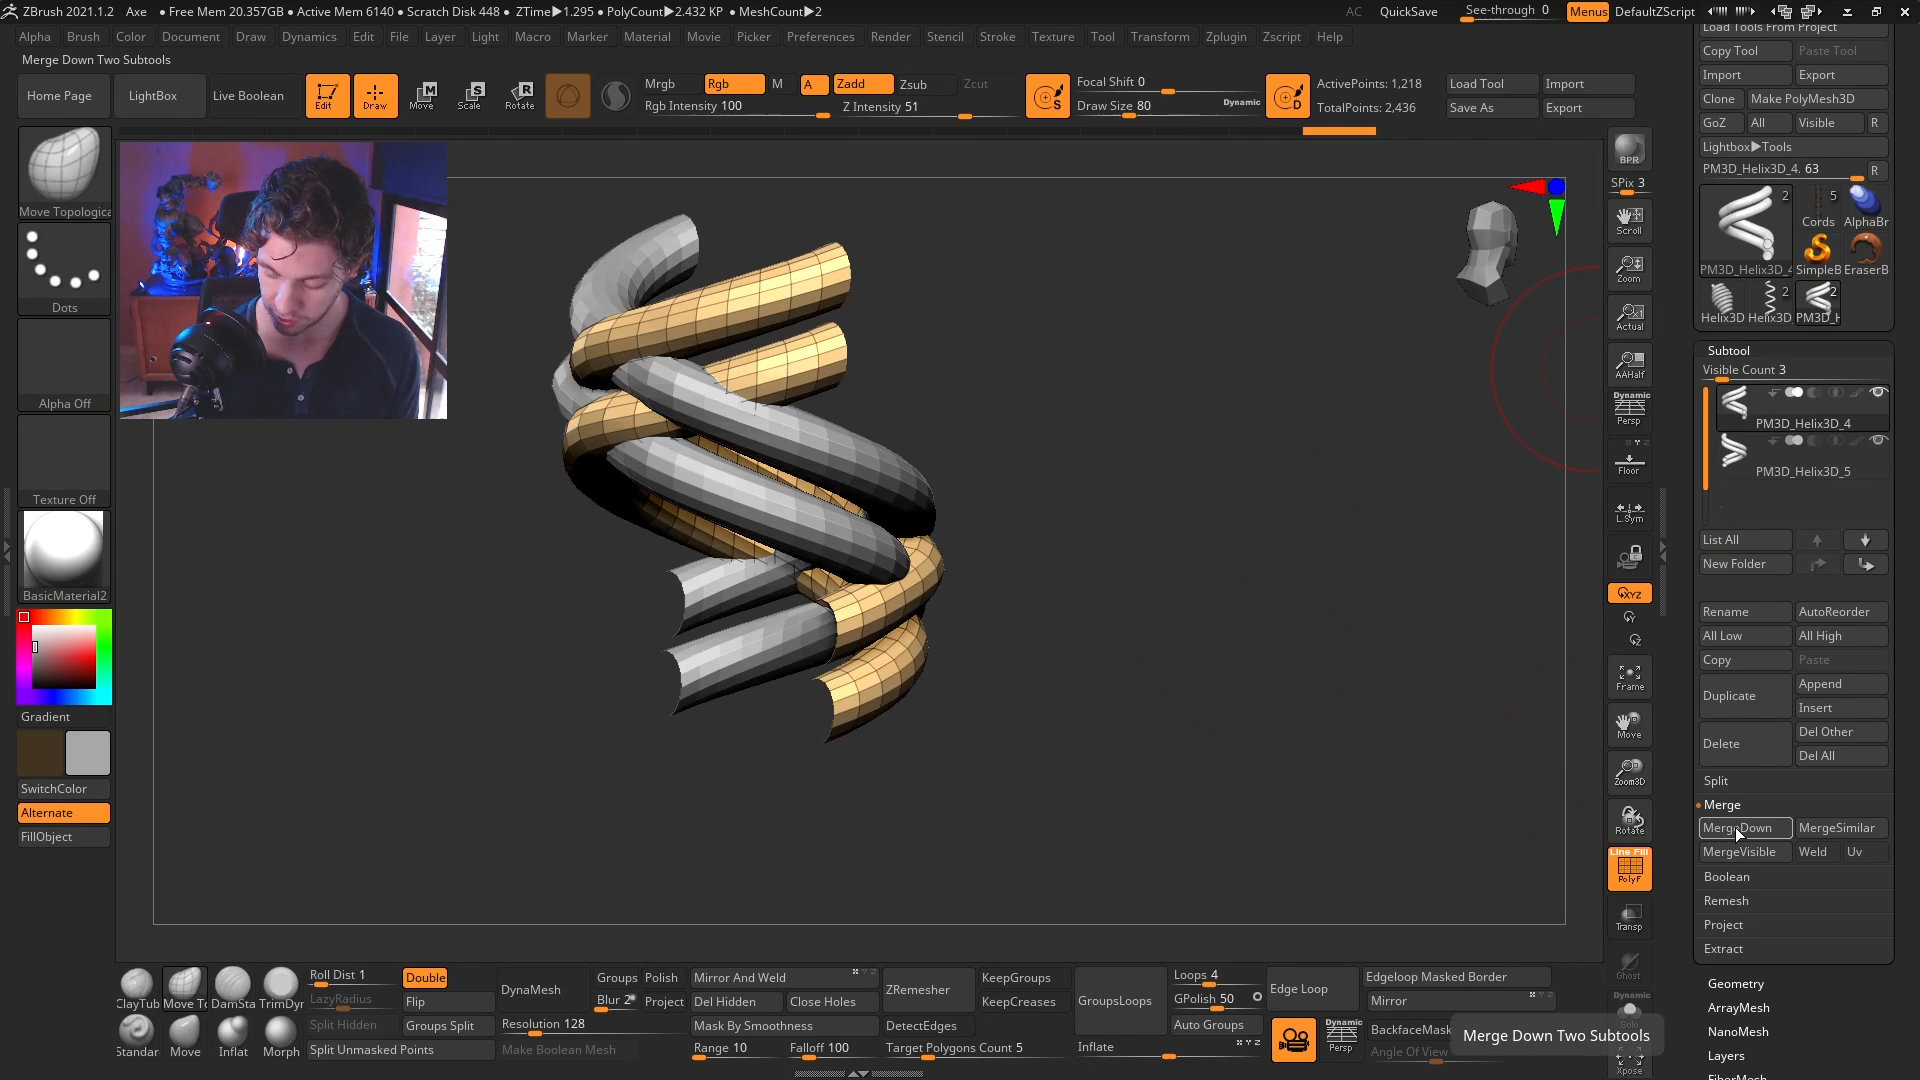 ZBrush 2021.1.2 Axe ● Free Mem 20.357GB ● Active Mem 6140 ● Scratch Disk 448 ● ZTime▶1.295 ● PolyCount▶2.432 KP ● MeshCount▶2 AC QuickSave See-through 0 Menus DefaultZScript
Alpha Brush Color Document Draw Dynamics Edit File Layer Light Macro Marker Material Movie Picker Preferences Render Stencil Stroke Texture Tool Transform Zplugin Zscript Help
Merge Down Two Subtools
Home Page LightBox Live Boolean Edit Draw Move Scale Rotate
Mrgb Rgb M A Zadd Zsub Zcut
Rgb Intensity 100 Z Intensity 51
S
Focal Shift 0
Draw Size 80 Dynamic
D
ActivePoints: 1,218
TotalPoints: 2,436
Load Tool Import
Save As Export
Move Topologica
Dots
Alpha Off
Texture Off
BasicMaterial2
Gradient
SwitchColor
Alternate
FillObject
BPR
SPix 3
Scroll
Zoom
Actual
AAHalf
Dynamic
Persp
Floor
L.Sym
XYZ
Frame
Move
Zoom3D
Rotate
Line Fill
PolyF
Transp
Ghost
Dynamic
Solo
Xpose
Load Tools From Project
Copy Tool Paste Tool
Import Export
Clone Make PolyMesh3D
GoZ All Visible R
Lightbox▶Tools
PM3D_Helix3D_4. 63 R
2 5
Cords AlphaBr
PM3D_Helix3D_4 SimpleB EraserB
2 2
Helix3D Helix3D PM3D_H
Subtool
Visible Count 3
PM3D_Helix3D_4
PM3D_Helix3D_5
List All
New Folder
Rename AutoReorder
All Low All High
Copy Paste
Duplicate Append
Insert
Delete Del Other
Del All
Split
Merge
MergeDown MergeSimilar
MergeVisible Weld Uv
Boolean
Remesh
Project
Extract
Geometry
ArrayMesh
NanoMesh
Layers
FiberMesh
ClayTub Move To DamSta TrimDyr
Standar Move Inflat Morph
Roll Dist 1 Double
LazyRadius Flip
Split Hidden Groups Split
Split Unmasked Points
DynaMesh Groups Polish
Blur 2 Project
Resolution 128
Make Boolean Mesh
Mirror And Weld
Del Hidden Close Holes
Mask By Smoothness
Range 10 Falloff 100
ZRemesher KeepGroups
KeepCreases
DetectEdges
Target Polygons Count 5
GroupsLoops Loops 4
GPolish 50
Auto Groups
Inflate
Edge Loop Edgeloop Masked Border
Mirror
Dynamic
Persp
BackfaceMask
Angle Of View
Merge Down Two Subtools